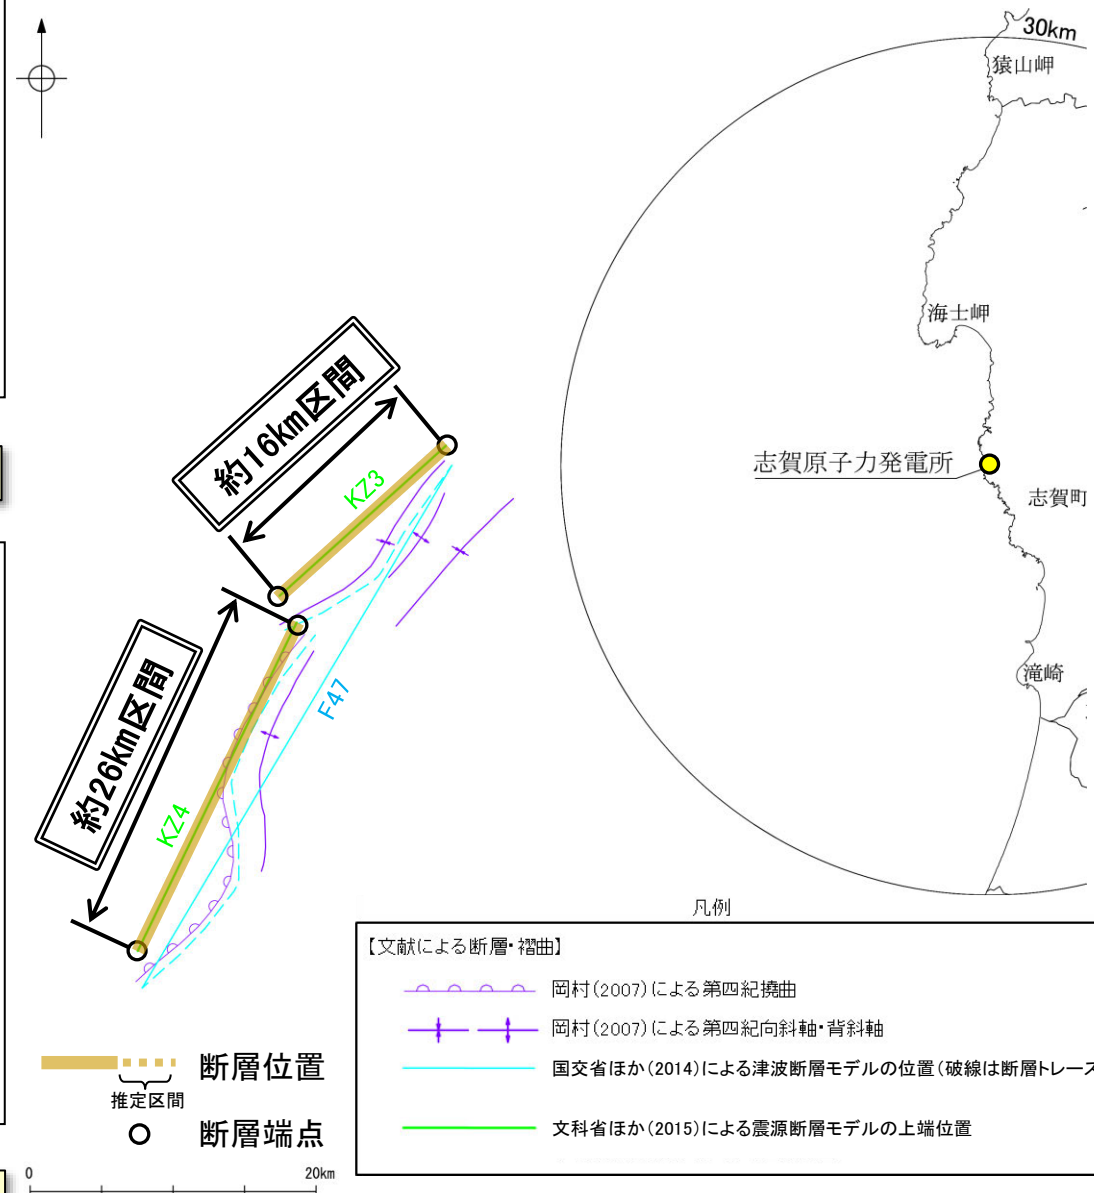 30km
猿山岬
海士岬
志賀原子力発電所
志賀町
滝崎
約16km区間
KZ3
約26km区間
KZ4
F47
凡例
【文献による断層・褶曲】
岡村(2007)による第四紀撓曲
岡村(2007)による第四紀向斜軸・背斜軸
国交省ほか(2014)による津波断層モデルの位置(破線は断層トレース
文科省ほか(2015)による震源断層モデルの上端位置
断層位置
推定区間
断層端点
0 20km